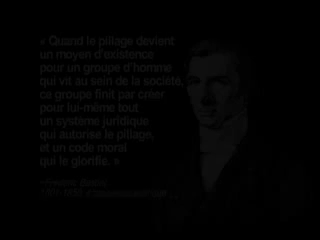 « Quand le pillage devient
un moyen d'existence
pour un groupe d'homme
qui vit au sein de la société,
ce groupe finit par créer
pour lui-même tout
un système juridique
qui autorise le pillage,
et un code moral
qui le glorifie. »
Frédéric Bastiat